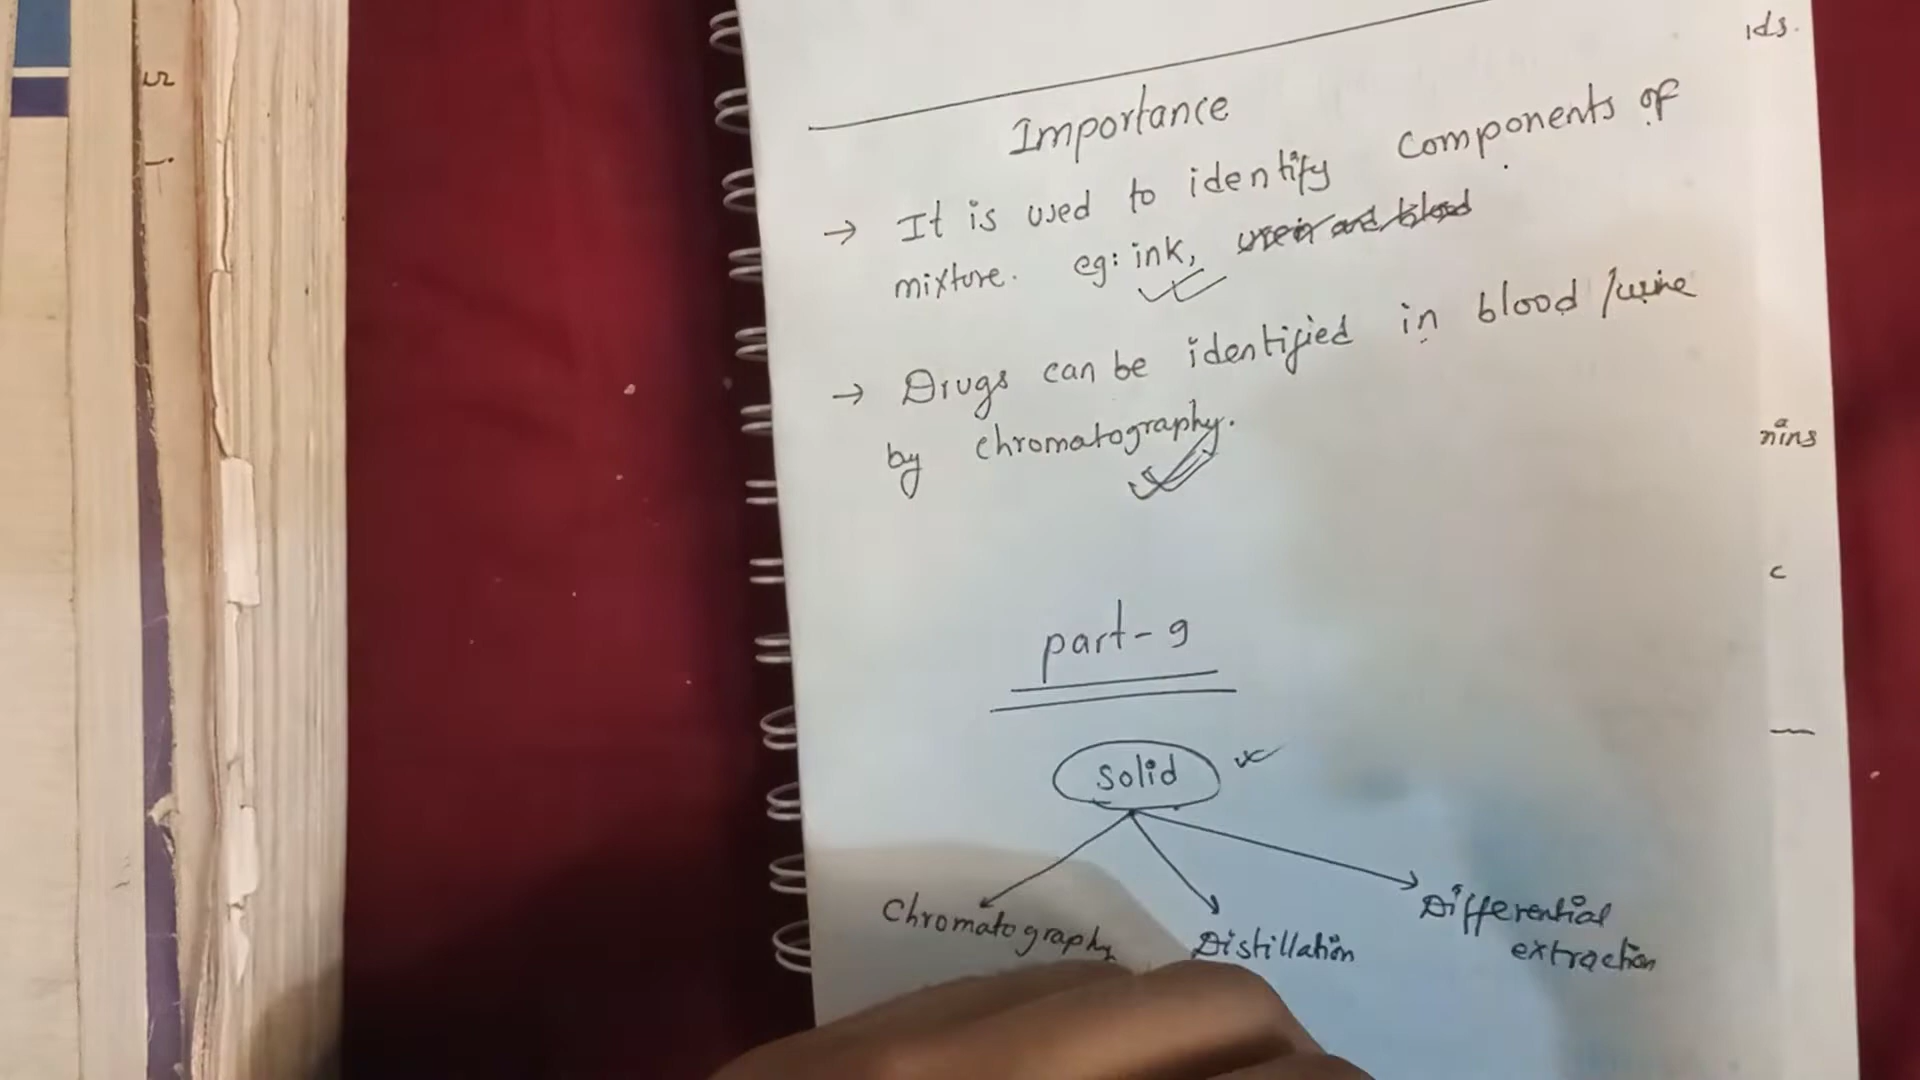 ids.
Importance
→ It is used to identify components of
mixture. eg: ink,
→ Drugs can be identified in blood /urine
by chromatography.
nins
c
part-9
solid
Chromatography
Distillation
Differential
extraction